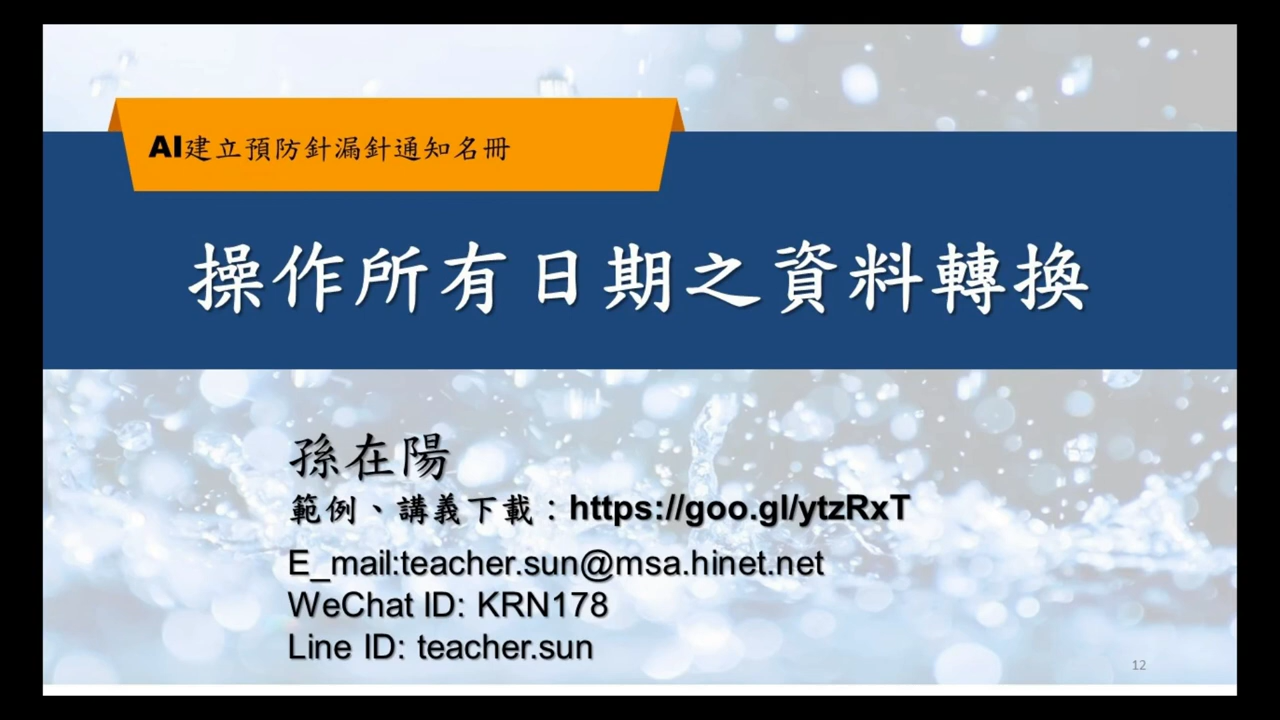 AI建立預防針漏針通知名冊
操作所有日期之資料轉換
孫在陽
範例、講義下載：https://goo.gl/ytzRxT
E_mail:teacher.sun@msa.hinet.net
WeChat ID: KRN178
Line ID: teacher.sun
12